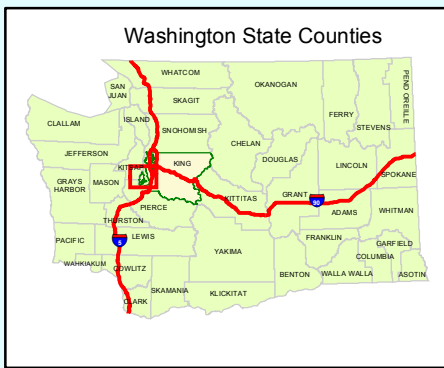 Washington State Counties
WHATCOM
SAN
JUAN
SKAGIT
ISLAND
OKANOGAN
PEND OREILLE
FERRY
STEVENS
CLALLAM
SNOHOMISH
CHELAN
JEFFERSON
DOUGLAS
KITSAP
KING
LINCOLN
SPOKANE
GRAYS
HARBOR
MASON
GRANT
90
KITTITAS
PIERCE
ADAMS
WHITMAN
THURSTON
PACIFIC
5
LEWIS
FRANKLIN
GARFIELD
YAKIMA
COLUMBIA
WAHKIAKUM
COWLITZ
BENTON
WALLA WALLA
ASOTIN
SKAMANIA
KLICKITAT
CLARK